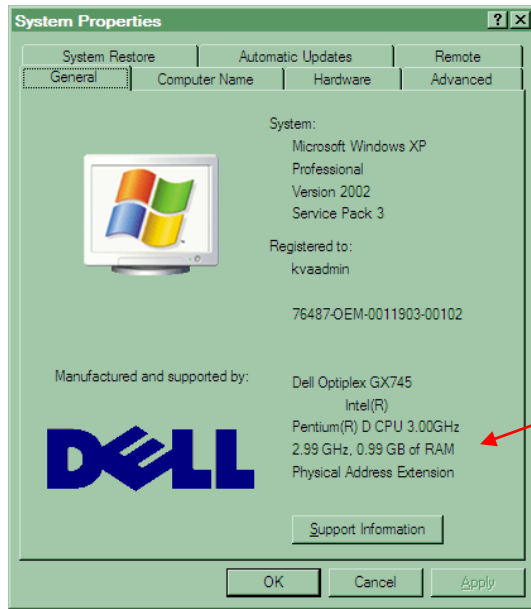 System Properties
System Restore
Automatic Updates
Remote
General
Computer Name
Hardware
Advanced
System:
Microsoft Windows XP
Professional
Version 2002
Service Pack 3
Registered to:
kvaadmin
76487-OEM-0011903-00102
Manufactured and supported by:
DELL
Dell Optiplex GX745
Intel(R)
Pentium(R) D CPU 3.00GHz
2.99 GHz, 0.99 GB of RAM
Physical Address Extension
Support Information
OK
Cancel
Apply